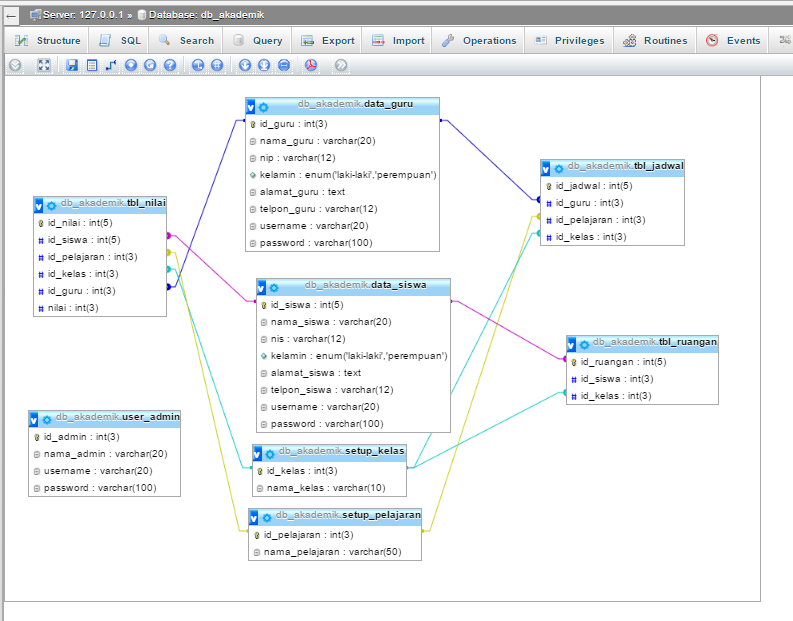 Server: 127.0.0.1 » Database: db_akademik
Structure SQL Search Query Export Import Operations Privileges Routines Events
db_akademik.data_guru
id_guru : int(3)
nama_guru : varchar(20)
nip : varchar(12)
kelamin : enum('laki-laki','perempuan')
alamat_guru : text
telpon_guru : varchar(12)
username : varchar(20)
password : varchar(100)
db_akademik.tbl_jadwal
id_jadwal : int(5)
id_guru : int(3)
id_pelajaran : int(3)
id_kelas : int(3)
db_akademik.tbl_nilai
id_nilai : int(5)
id_siswa : int(5)
id_pelajaran : int(3)
id_kelas : int(3)
id_guru : int(3)
nilai : int(3)
db_akademik.data_siswa
id_siswa : int(5)
nama_siswa : varchar(20)
nis : varchar(12)
kelamin : enum('laki-laki','perempuan')
alamat_siswa : text
telpon_siswa : varchar(12)
username : varchar(20)
password : varchar(100)
db_akademik.tbl_ruangan
id_ruangan : int(5)
id_siswa : int(3)
id_kelas : int(3)
db_akademik.user_admin
id_admin : int(3)
nama_admin : varchar(20)
username : varchar(20)
password : varchar(100)
db_akademik.setup_kelas
id_kelas : int(3)
nama_kelas : varchar(10)
db_akademik.setup_pelajaran
id_pelajaran : int(3)
nama_pelajaran : varchar(50)